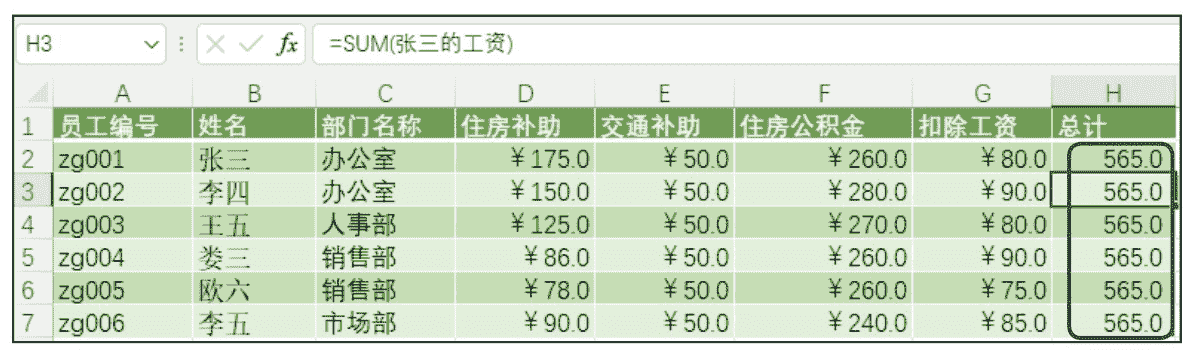 H3 fx =SUM(张三的工资)
A B C D E F G H
1 员工编号 姓名 部门名称 住房补助 交通补助 住房公积金 扣除工资 总计
2 zg001 张三 办公室 ¥175.0 ¥50.0 ¥260.0 ¥80.0 565.0
3 zg002 李四 办公室 ¥150.0 ¥50.0 ¥280.0 ¥90.0 565.0
4 zg003 王五 人事部 ¥125.0 ¥50.0 ¥270.0 ¥80.0 565.0
5 zg004 娄三 销售部 ¥86.0 ¥50.0 ¥260.0 ¥90.0 565.0
6 zg005 欧六 销售部 ¥78.0 ¥50.0 ¥260.0 ¥75.0 565.0
7 zg006 李五 市场部 ¥90.0 ¥50.0 ¥240.0 ¥85.0 565.0